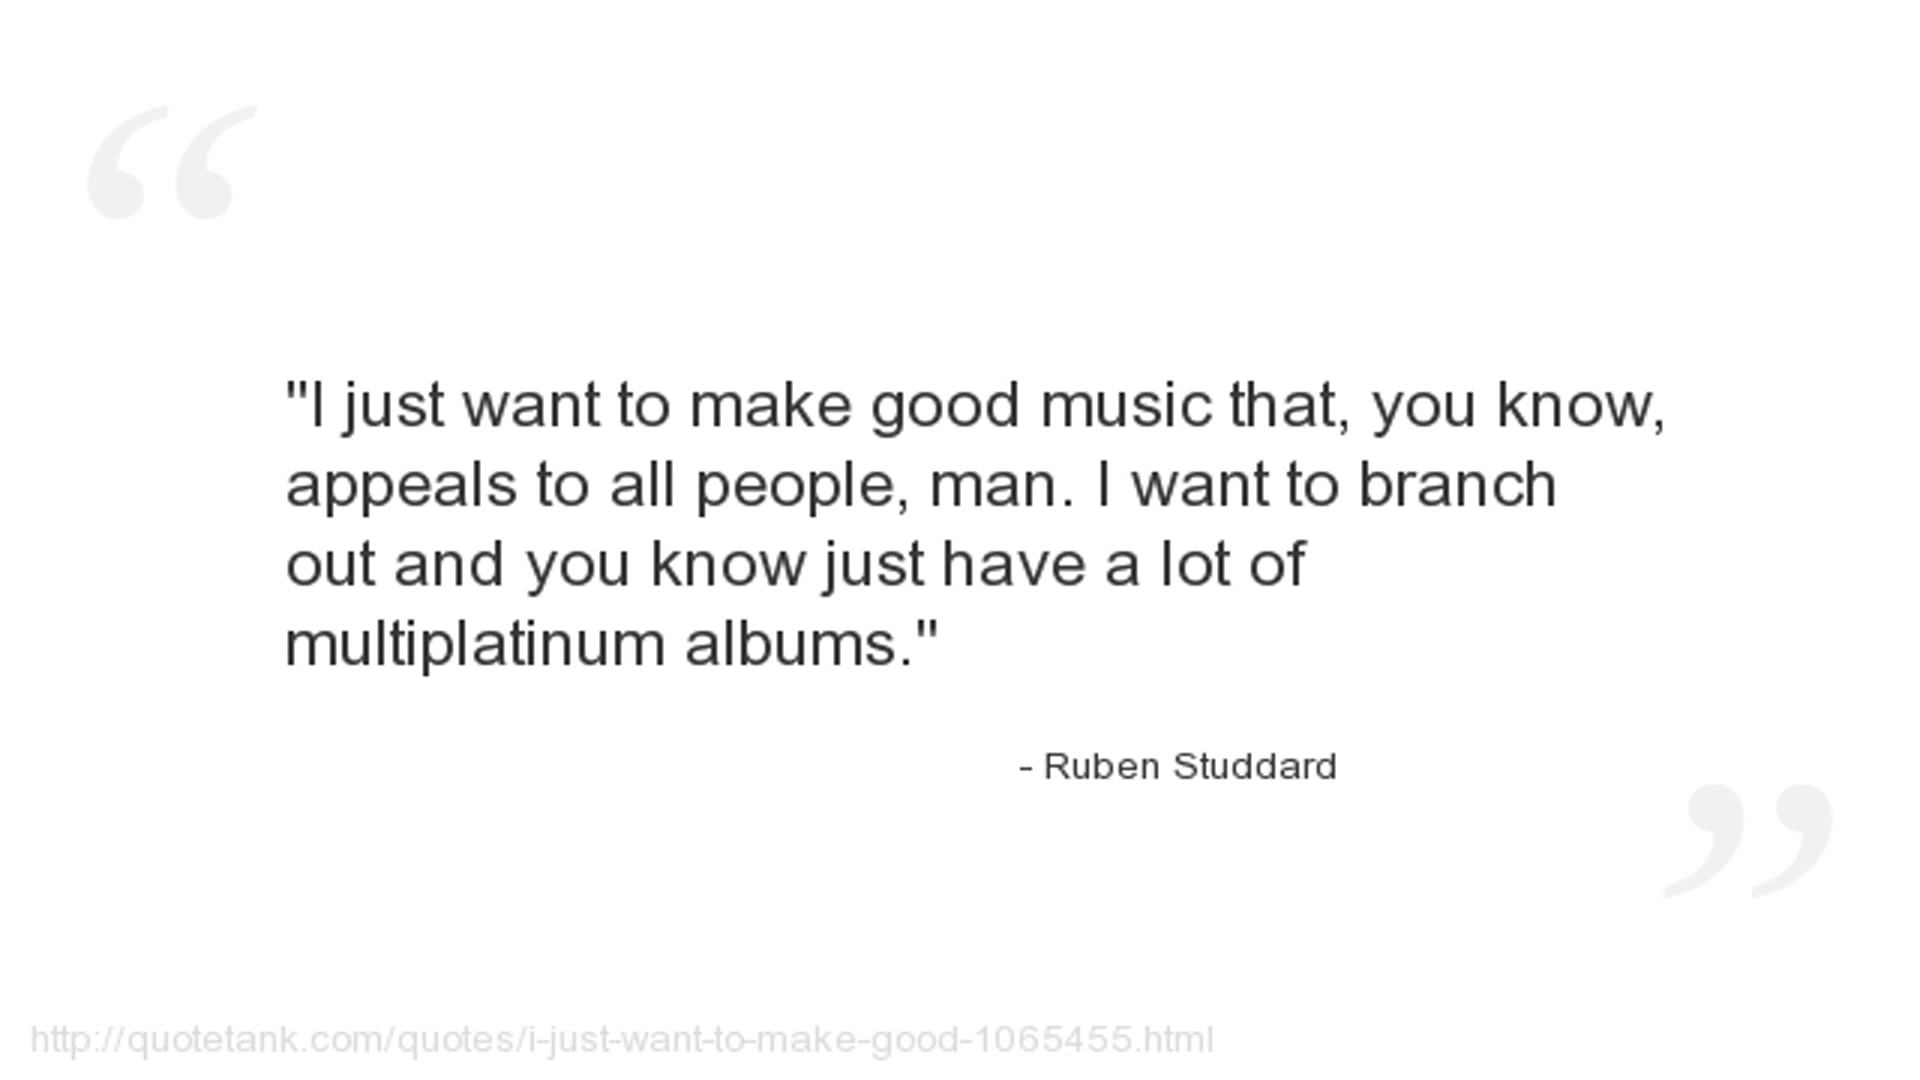 "I just want to make good music that, you know,
appeals to all people, man. I want to branch
out and you know just have a lot of
multiplatinum albums."
- Ruben Studdard
http://quotetank.com/quotes/i-just-want-to-make-good-1065455.html